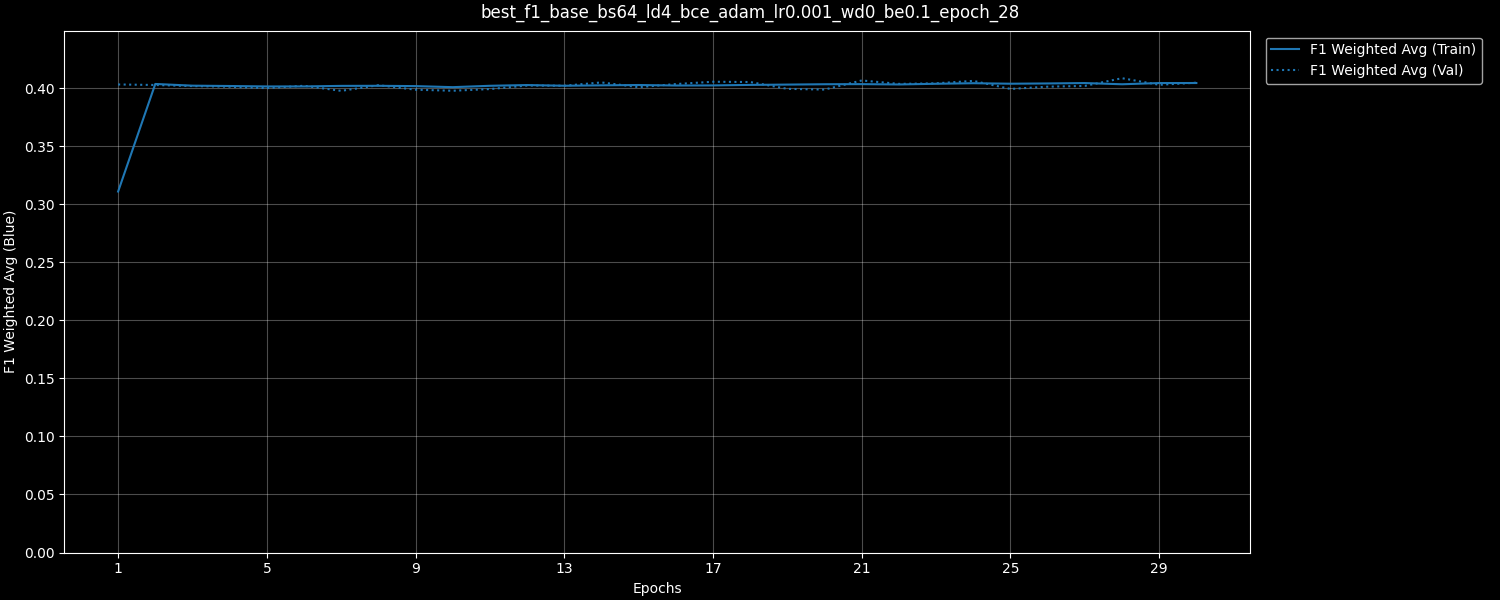 best_f1_base_bs64_ld4_bce_adam_lr0.001_wd0_be0.1_epoch_28
F1 Weighted Avg (Train)
F1 Weighted Avg (Val)
F1 Weighted Avg (Blue)
0.40
0.35
0.30
0.25
0.20
0.15
0.10
0.05
0.00
1 5 9 13 17 21 25 29
Epochs